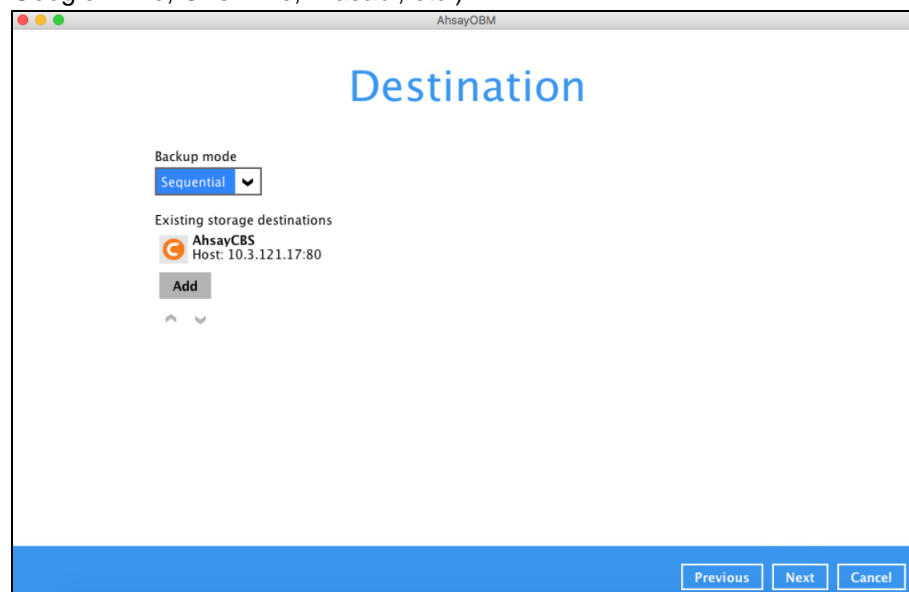 AhsayOBM
Destination
Backup mode
Sequential
Existing storage destinations
AhsayCBS
Host: 10.3.121.17:80
Add
Previous Next Cancel